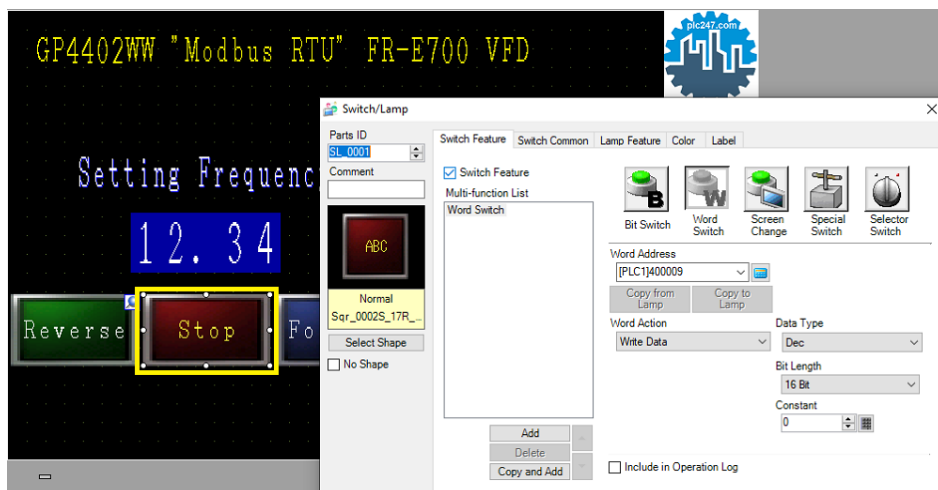 GP4402WW "Modbus RTU" FR-E700 VFD
plc247.com
Setting Frequenc
12.34
Reverse
Stop
Fo
Switch/Lamp
Parts ID
SL_0001
Comment
ABC
Normal
Sqr_0002S_17R_...
Select Shape
No Shape
Switch Feature Switch Common Lamp Feature Color Label
Switch Feature
Multi-function List
Word Switch
Add
Delete
Copy and Add
B
Bit Switch
W
Word Switch
Screen Change
Special Switch
Selector Switch
Word Address
[PLC1]400009
Copy from Lamp
Copy to Lamp
Word Action
Write Data
Data Type
Dec
Bit Length
16 Bit
Constant
0
Include in Operation Log